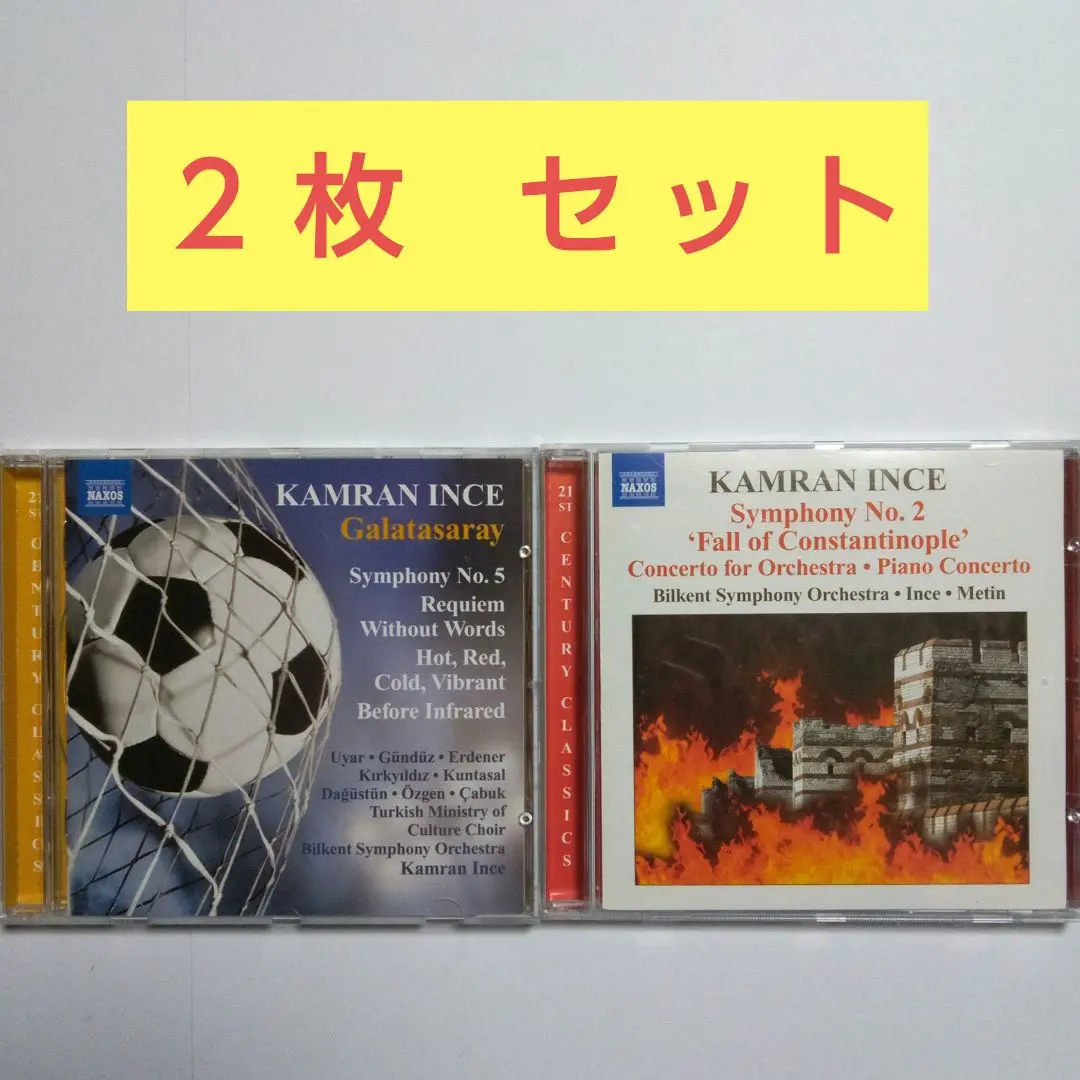 ２枚　セット
NAXOS
KAMRAN INCE
Galatasaray
Symphony No. 5
Requiem
Without Words
Hot, Red,
Cold, Vibrant
Before Infrared
Uyar • Gündüz • Erdener
Kırkyıldız • Kuntasal
Dağüstün • Özgen • Çabuk
Turkish Ministry of
Culture Choir
Bilkent Symphony Orchestra
Kamran Ince
21ST CENTURY CLASSICS
21ST CENTURY CLASSICS
NAXOS
KAMRAN INCE
Symphony No. 2
‘Fall of Constantinople’
Concerto for Orchestra • Piano Concerto
Bilkent Symphony Orchestra • Ince • Metin